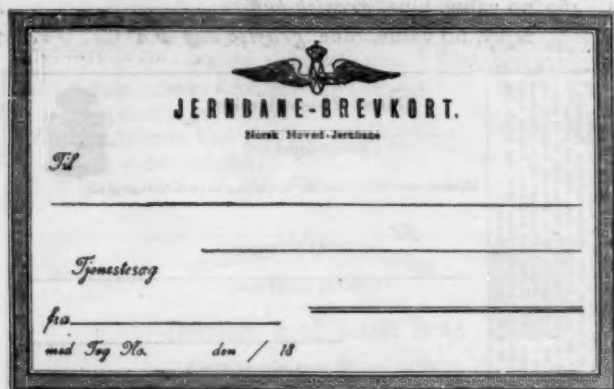 JERNBANE-BREVKORT.
Norsk Hoved-Jernbane
Til
Tjenestesag
fra
med Tog No. den / 18